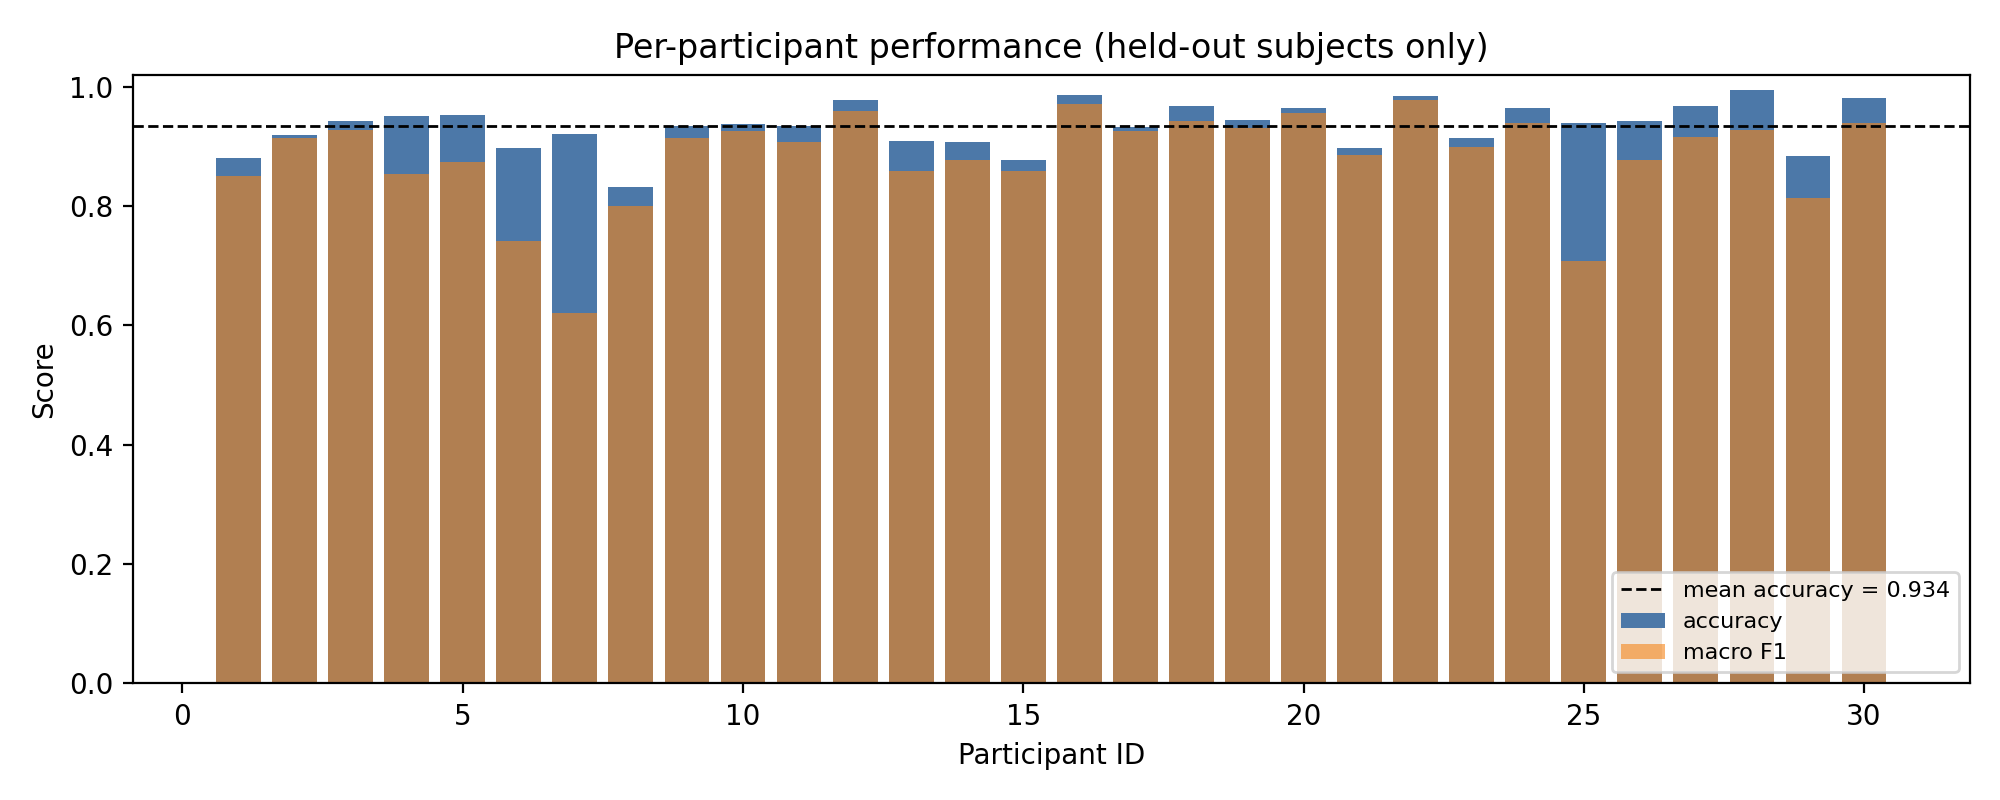 Per-participant performance (held-out subjects only)
1.0
0.8
0.6
0.4
0.2
0.0
Score
mean accuracy = 0.934
accuracy
macro F1
0 5 10 15 20 25 30
Participant ID